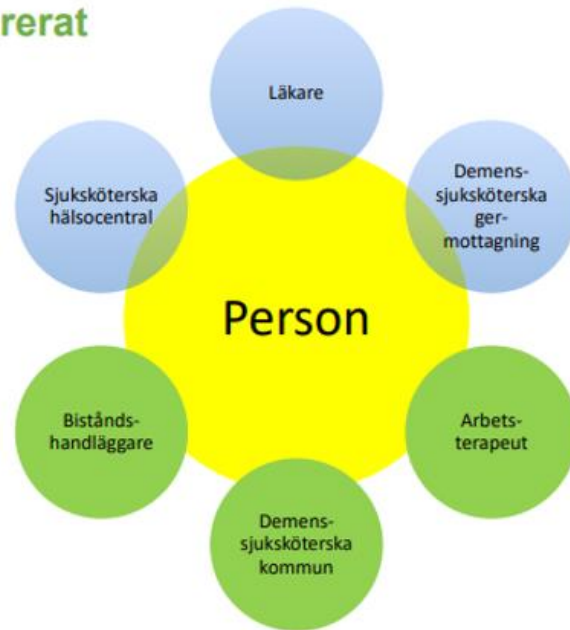 rerat
Läkare
Sjuksköterska
hälsocentral
Demens-
sjuksköterska
ger-
mottagning
Person
Bistånds-
handläggare
Arbets-
terapeut
Demens-
sjuksköterska
kommun